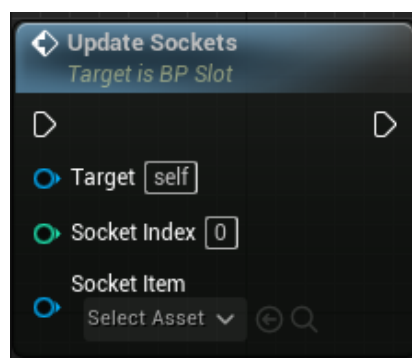 Update Sockets
Target is BP Slot
Target self
Socket Index 0
Socket Item
Select Asset